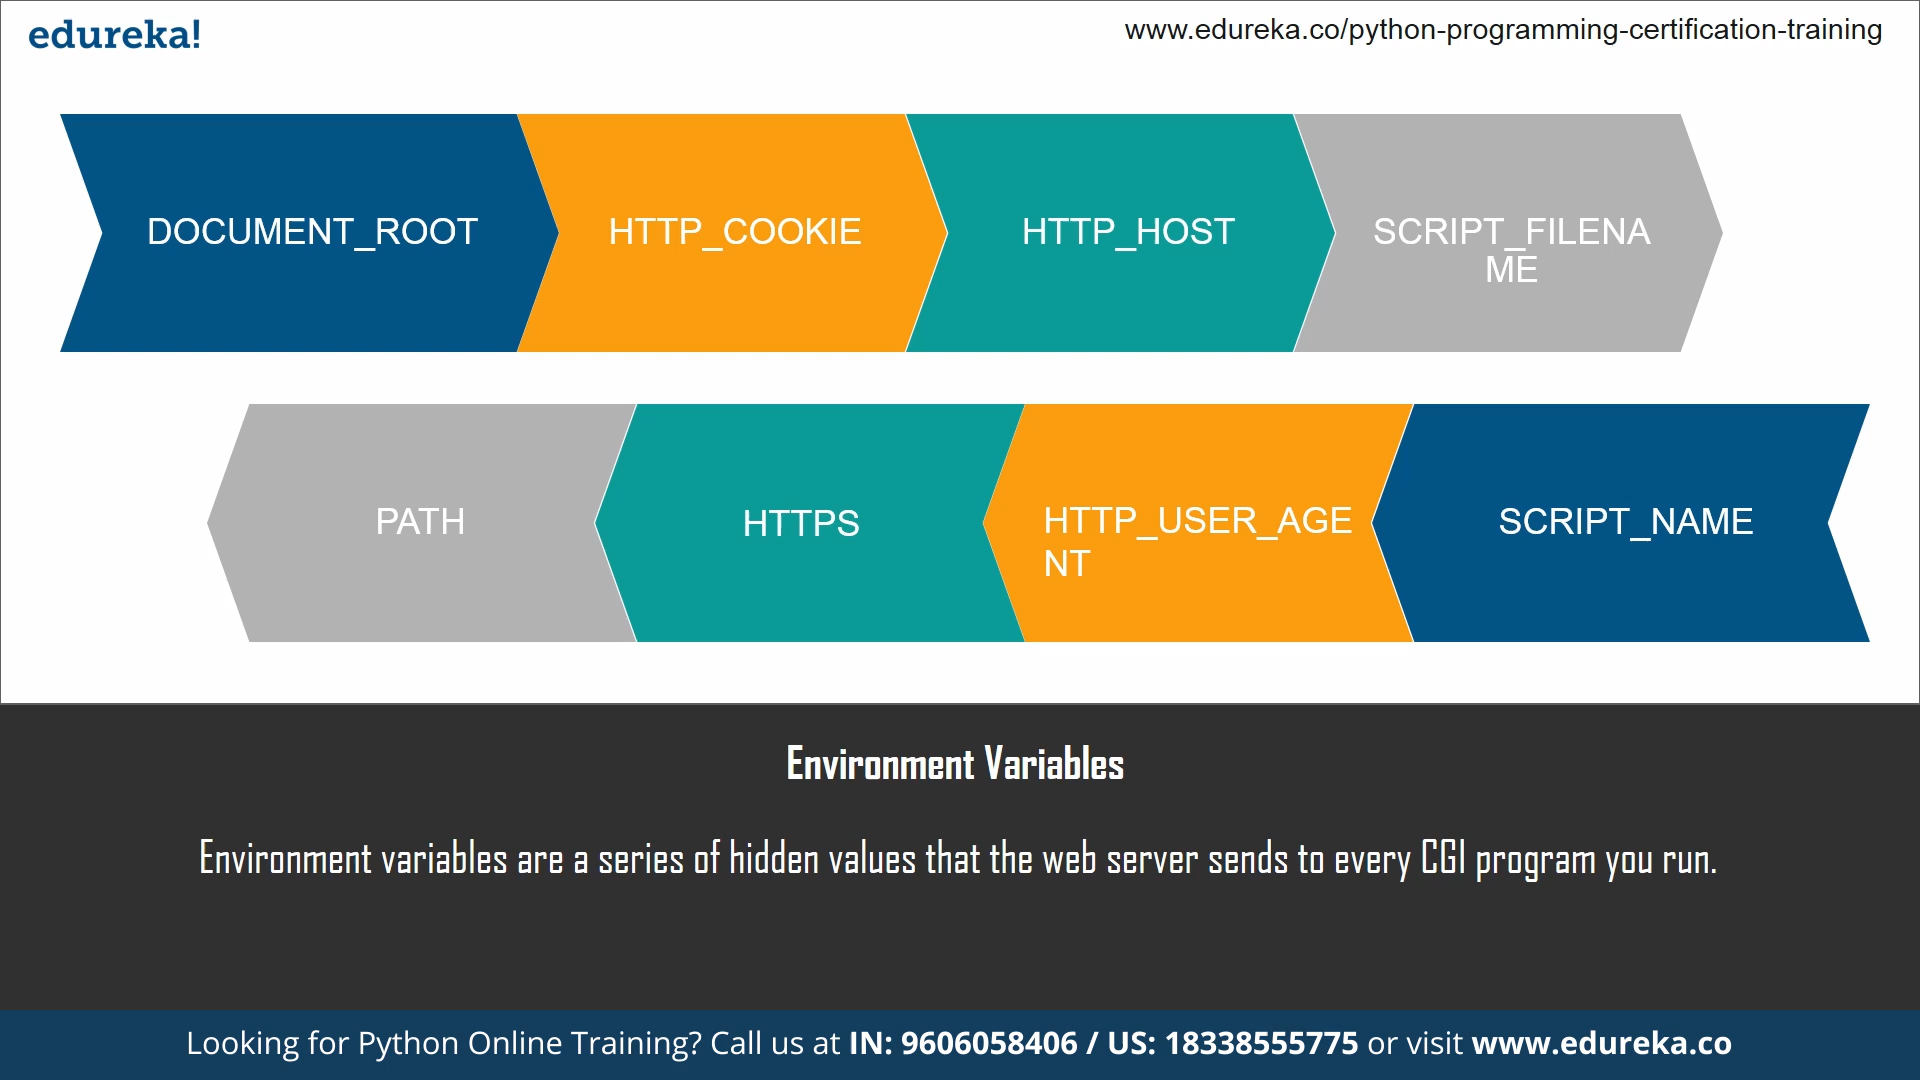 edureka!
www.edureka.co/python-programming-certification-training
DOCUMENT_ROOT
HTTP_COOKIE
HTTP_HOST
SCRIPT_FILENA
ME
PATH
HTTPS
HTTP_USER_AGE
NT
SCRIPT_NAME
Environment Variables
Environment variables are a series of hidden values that the web server sends to every CGI program you run.
Looking for Python Online Training? Call us at IN: 9606058406 / US: 18338555775 or visit www.edureka.co